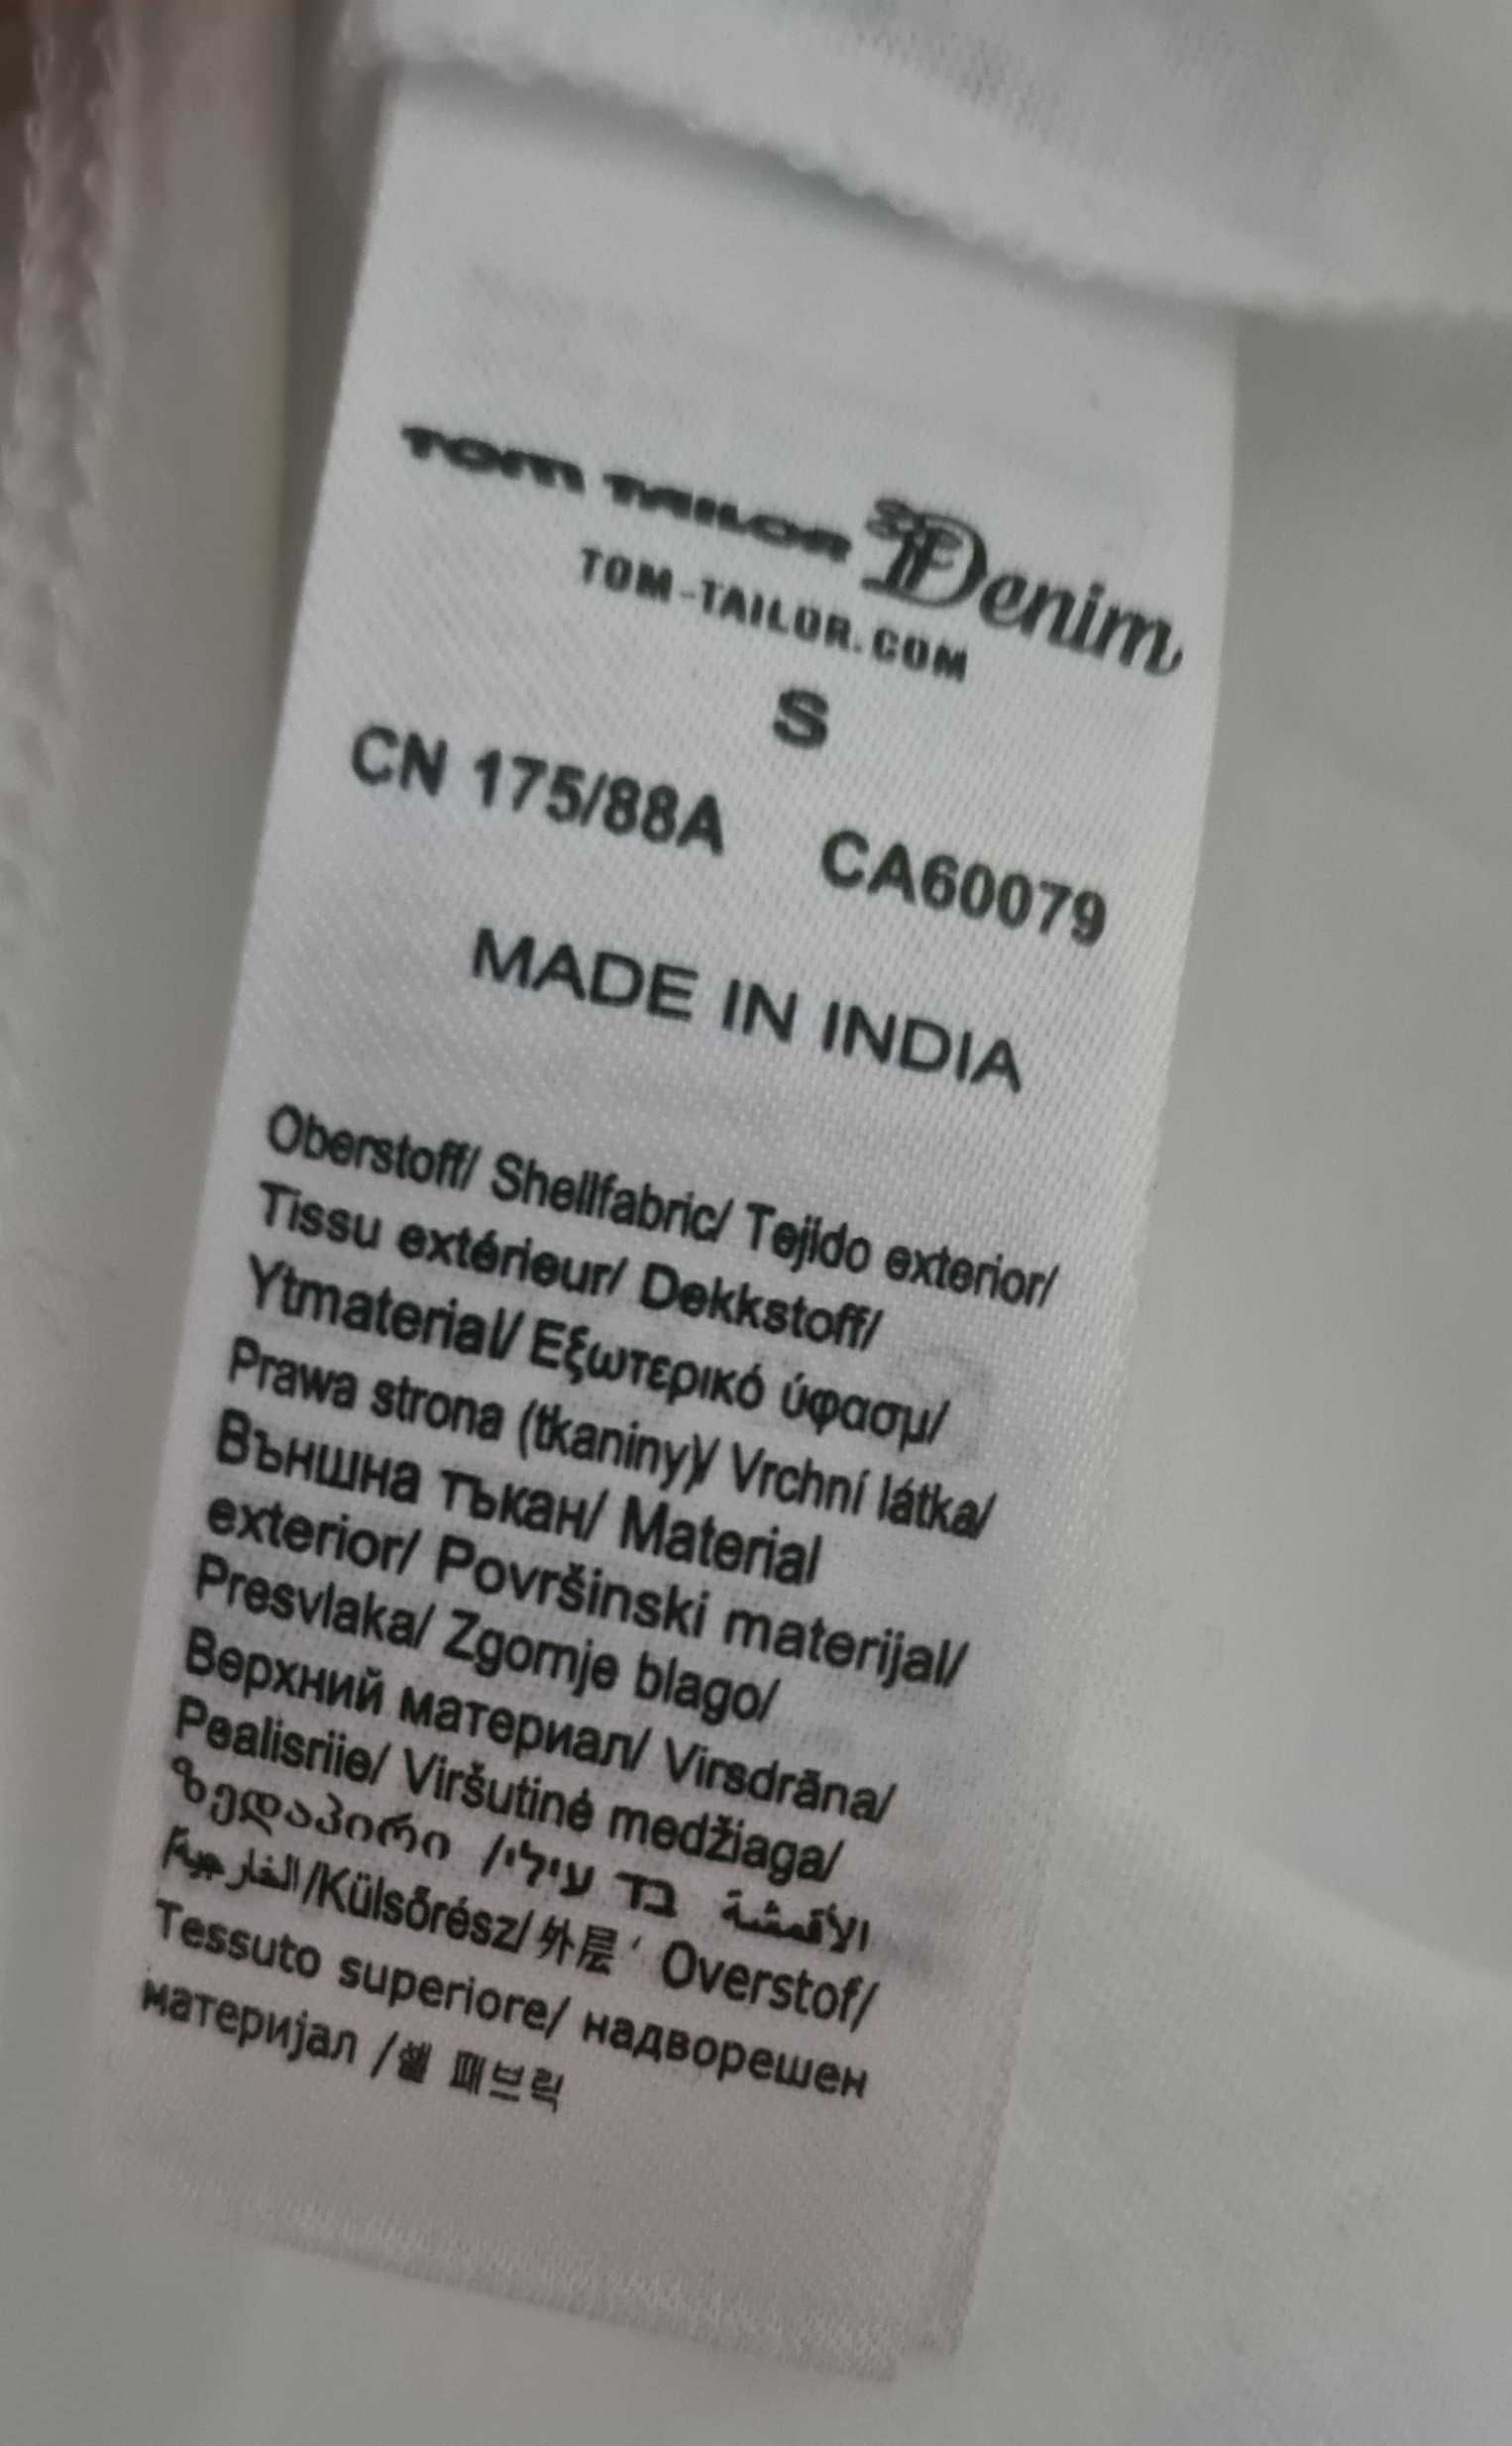 TOM TAILOR Denim
TOM-TAILOR.COM
S
CN 175/88A CA60079
MADE IN INDIA
Oberstoff/ Shellfabric/ Tejido exterior/
Tissu extérieur/ Dekkstoff/
Ytmaterial/ Εξωτερικό ύφασμ/
Prawa strona (tkaniny)/ Vrchní látka/
Външна тъкан/ Material
exterior/ Površinski materijal/
Presvlaka/ Zgornje blago/
Верхний материал/ Virsdrāna/
Pealisriie/ Viršutinė medžiaga/
ზედაპირი /בד עילי الأقمشة
الخارجية/Külsőrész/外层‘ Overstof/
Tessuto superiore/ надворешен
материјал /쉘 패브릭